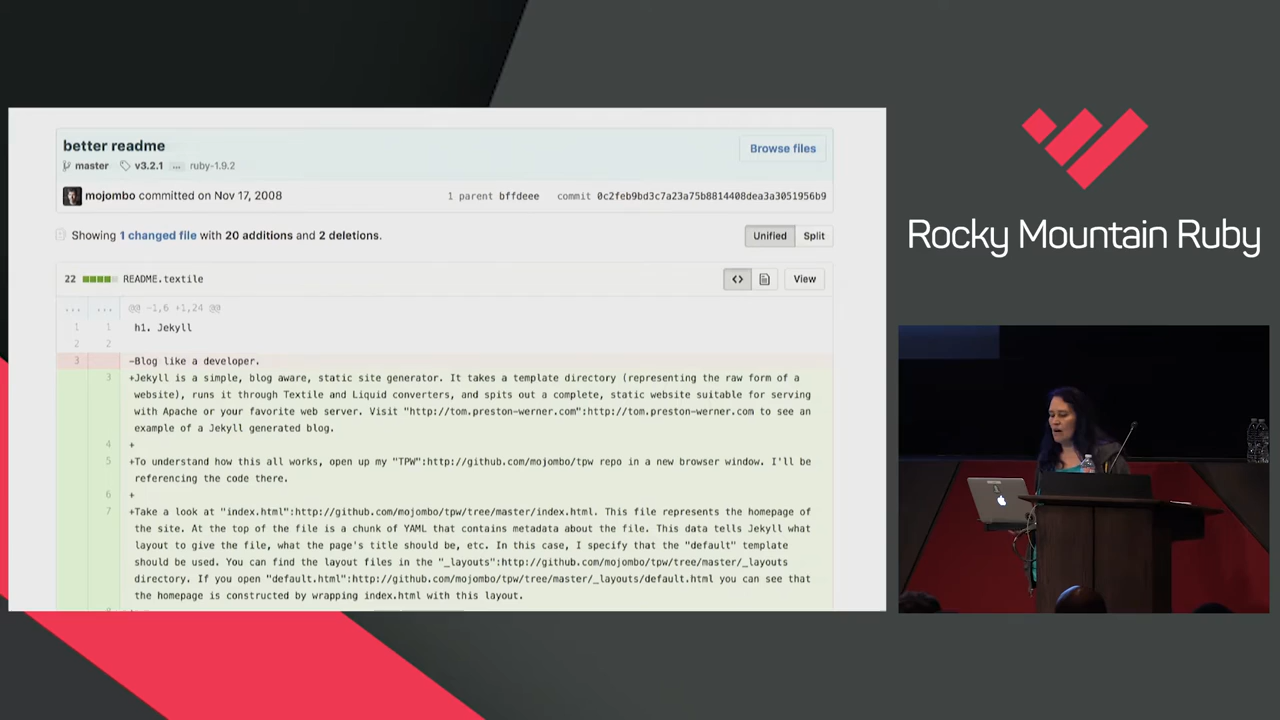 better readme
Browse files
master v3.2.1 ... ruby-1.9.2
mojombo committed on Nov 17, 2008
1 parent bffdeee commit 0c2feb9bd3c7a23a75b8814408dea3a3051956b9
Showing 1 changed file with 20 additions and 2 deletions.
Unified Split
22 README.textile
<> View
... ... @@ -1,6 +1,24 @@
1 1 h1. Jekyll
2 2
3 -Blog like a developer.
3 +Jekyll is a simple, blog aware, static site generator. It takes a template directory (representing the raw form of a
website), runs it through Textile and Liquid converters, and spits out a complete, static website suitable for serving
with Apache or your favorite web server. Visit "http://tom.preston-werner.com":http://tom.preston-werner.com to see an
example of a Jekyll generated blog.
4 +
5 +To understand how this all works, open up my "TPW":http://github.com/mojombo/tpw repo in a new browser window. I'll be
referencing the code there.
6 +
7 +Take a look at "index.html":http://github.com/mojombo/tpw/tree/master/index.html. This file represents the homepage of
the site. At the top of the file is a chunk of YAML that contains metadata about the file. This data tells Jekyll what
layout to give the file, what the page's title should be, etc. In this case, I specify that the "default" template
should be used. You can find the layout files in the "_layouts":http://github.com/mojombo/tpw/tree/master/_layouts
directory. If you open "default.html":http://github.com/mojombo/tpw/tree/master/_layouts/default.html you can see that
the homepage is constructed by wrapping index.html with this layout.
Rocky Mountain Ruby